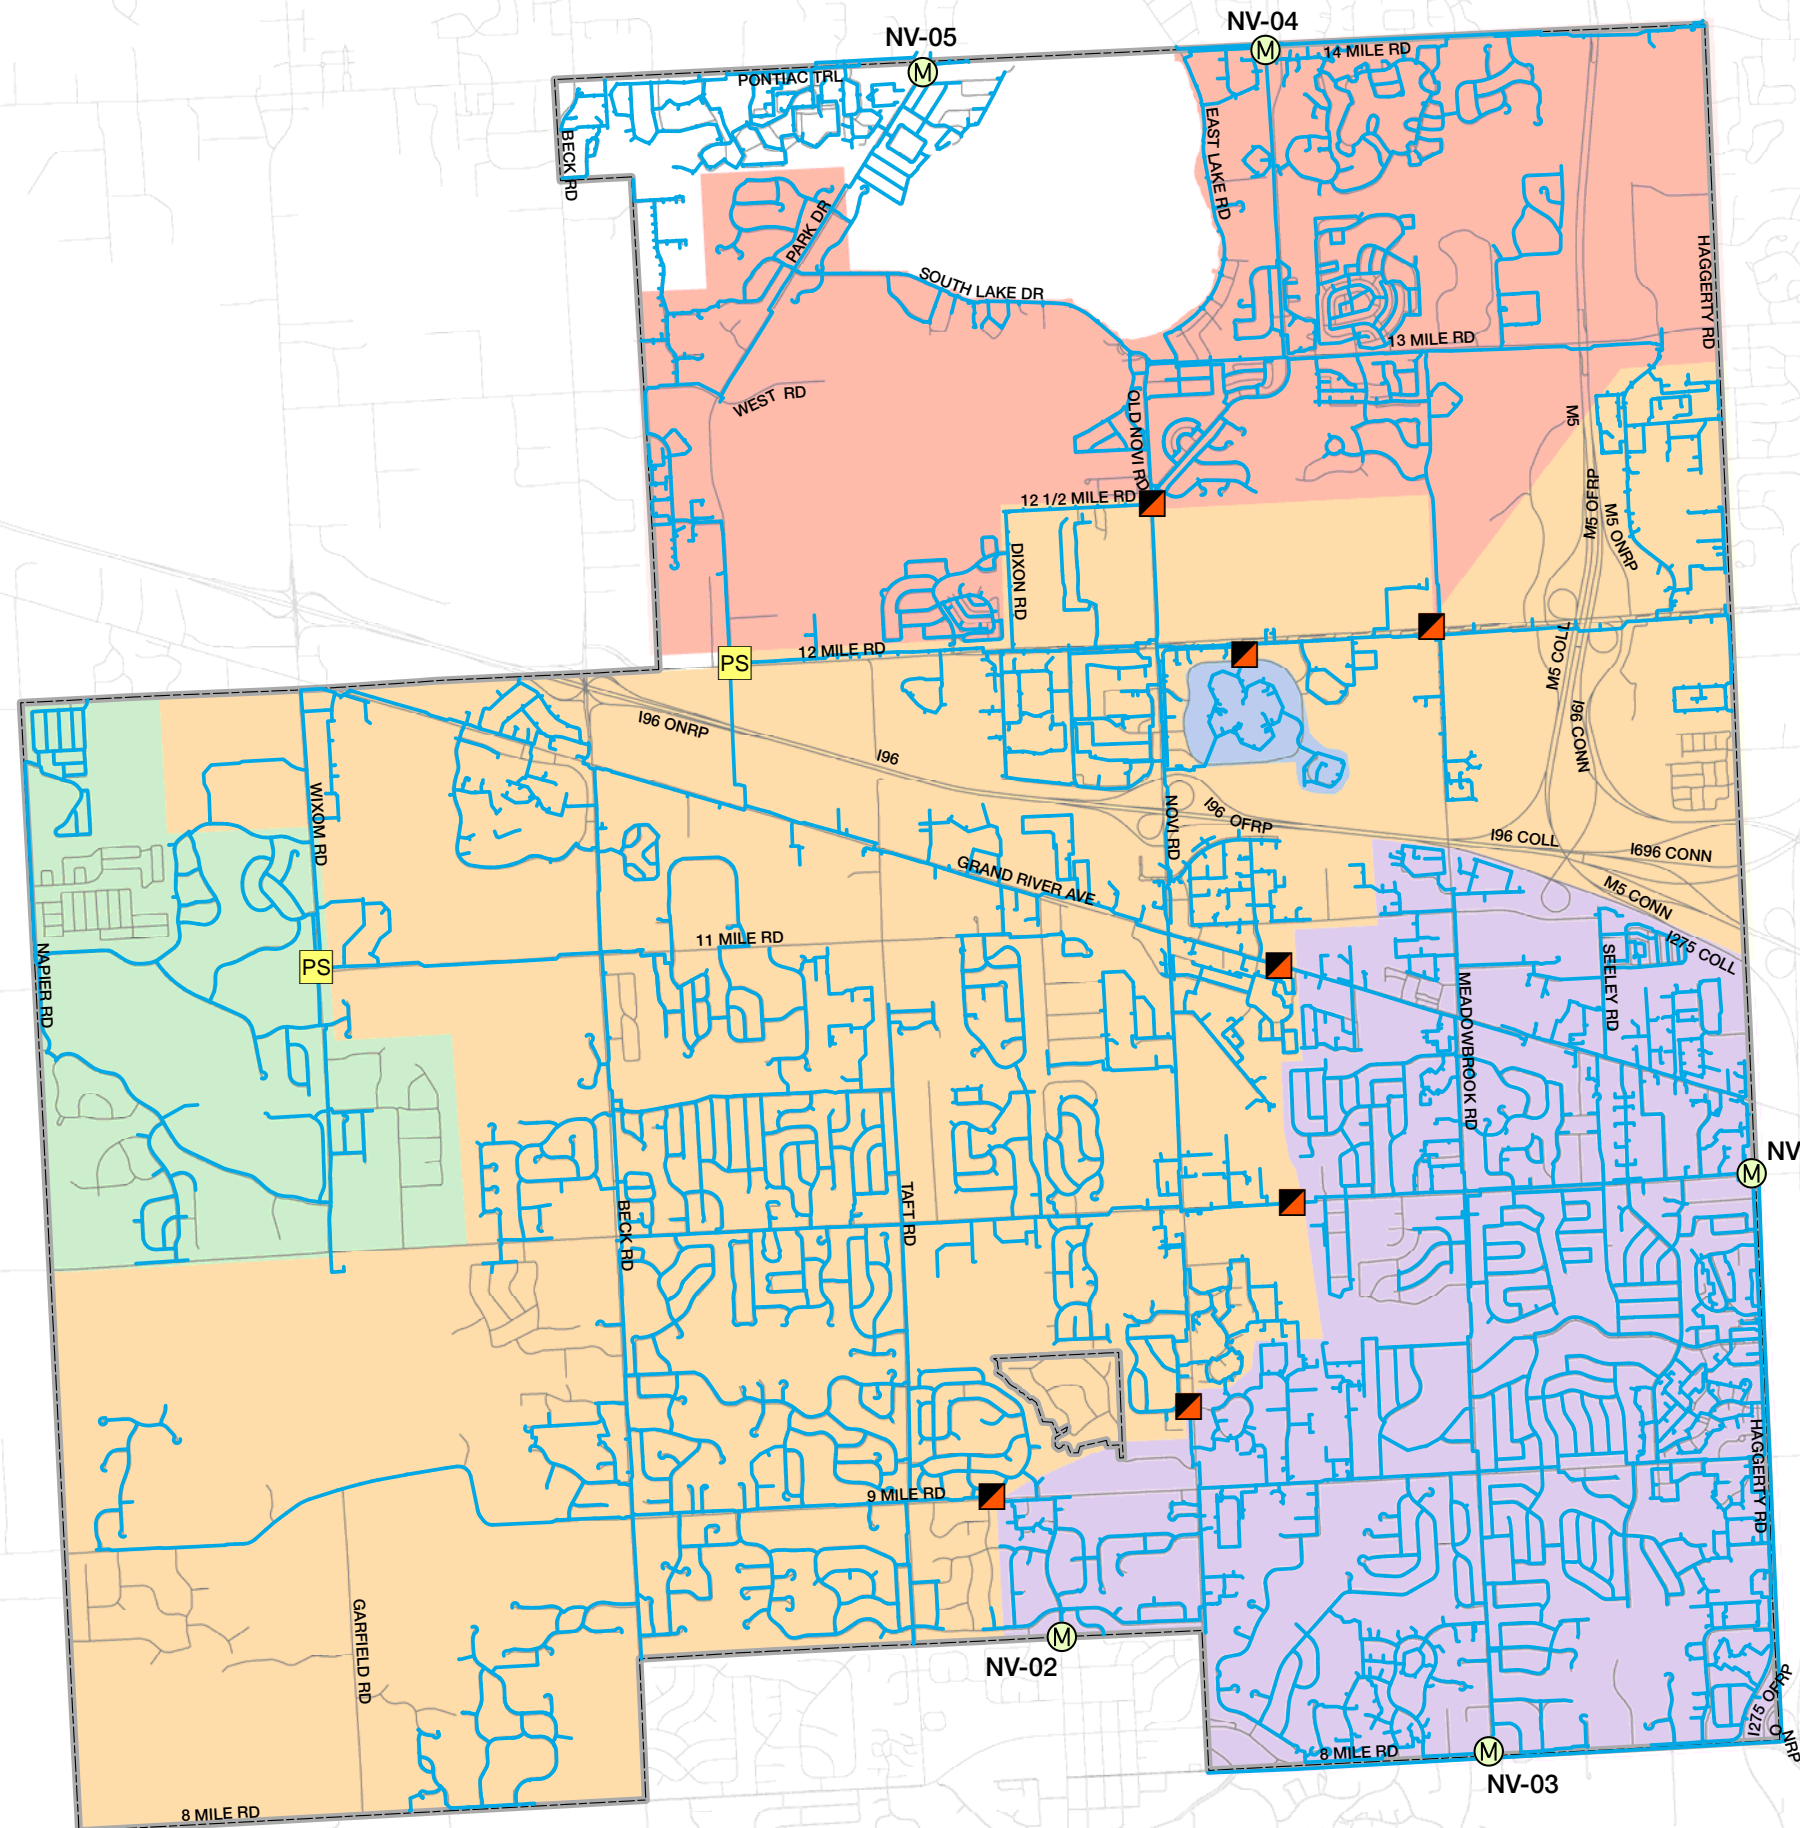 NV-04
NV-05
M
14 MILE RD
PONTIAC TRL
M
BECK RD
EAST LAKE RD
PARK DR
HAGGERTY RD
SOUTH LAKE DR
13 MILE RD
WEST RD
OLD NOVI RD
M5
12 1/2 MILE RD
M5 OFRP
M5 ONRP
DIXON RD
12 MILE RD
PS
M5 COLL
I96 ONRP
I96 CONN
I96
WIXOM RD
NOVI RD
I96 OFRP
I96 COLL
I696 CONN
GRAND RIVER AVE
M5 CONN
11 MILE RD
I275 COLL
PS
NAPIER RD
SEELEY RD
MEADOWBROOK RD
NV
M
TAFT RD
BECK RD
HAGGERTY RD
9 MILE RD
GARFIELD RD
M
NV-02
I275 OFRP
ONRP
8 MILE RD
M
NV-03
8 MILE RD